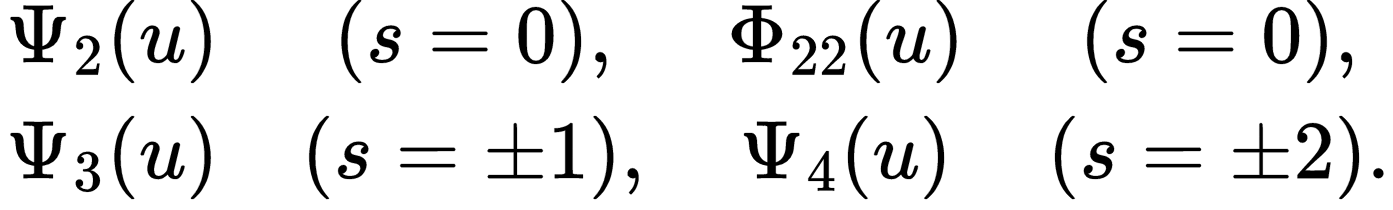 Ψ₂(u) (s = 0), Φ₂₂(u) (s = 0),
Ψ₃(u) (s = ±1), Ψ₄(u) (s = ±2).